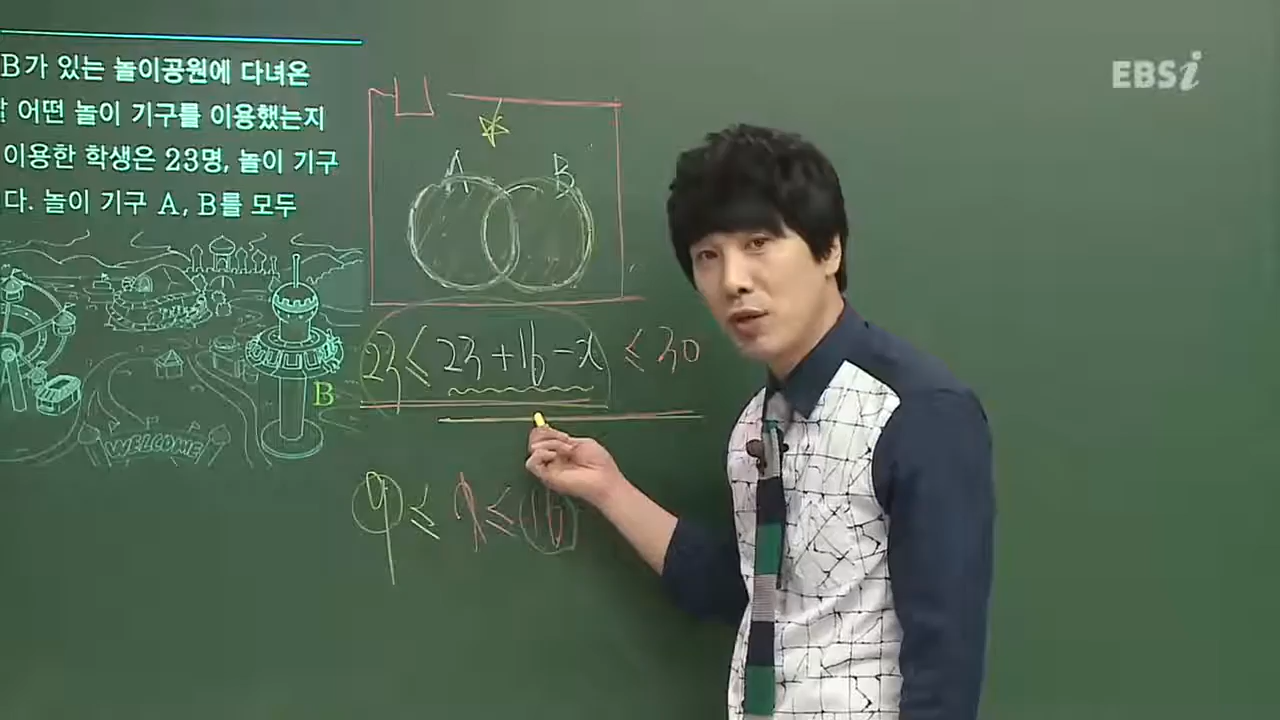 B가 있는 놀이공원에 다녀온
어떤 놀이 기구를 이용했는지
이용한 학생은 23명, 놀이 기구
다. 놀이 기구 A, B를 모두
WELCOME
B
A B
23 ≤ 23+16-x ≤ 30
9 ≤ x ≤ 16
EBSi